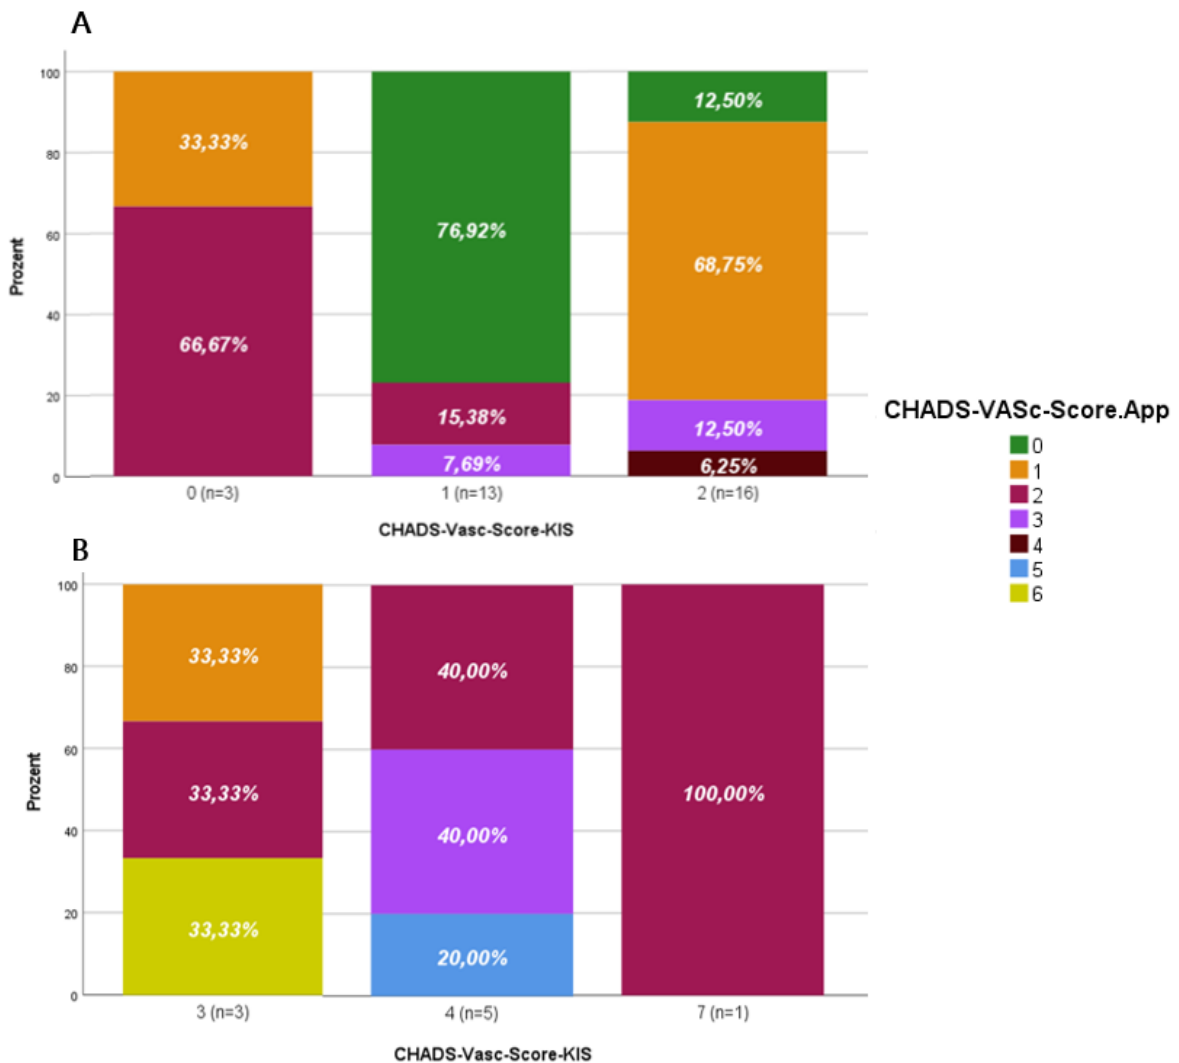 A
Prozent
100
80
60
40
20
0
33,33%
66,67%
76,92%
15,38%
7,69%
12,50%
68,75%
12,50%
6,25%
0 (n=3)
1 (n=13)
2 (n=16)
CHADS-Vasc-Score-KIS
CHADS-VASc-Score.App
0
1
2
3
4
5
6
B
Prozent
100
80
60
40
20
0
33,33%
33,33%
33,33%
40,00%
40,00%
20,00%
100,00%
3 (n=3)
4 (n=5)
7 (n=1)
CHADS-Vasc-Score-KIS